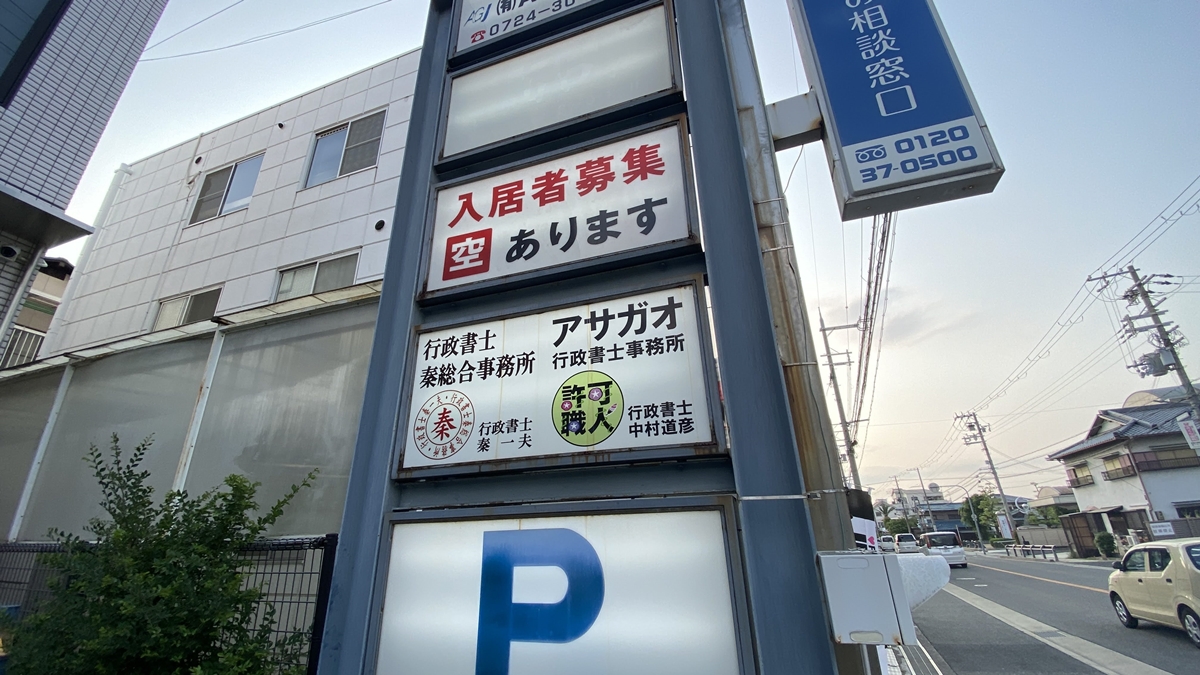 ASJ (有)
0724-30
の相談窓口
0120
37-0500
入居者募集
空 あります
行政書士
秦総合事務所
秦
行政書士
秦 一夫
アサガオ
行政書士事務所
許可
職人
行政書士
中村道彦
P